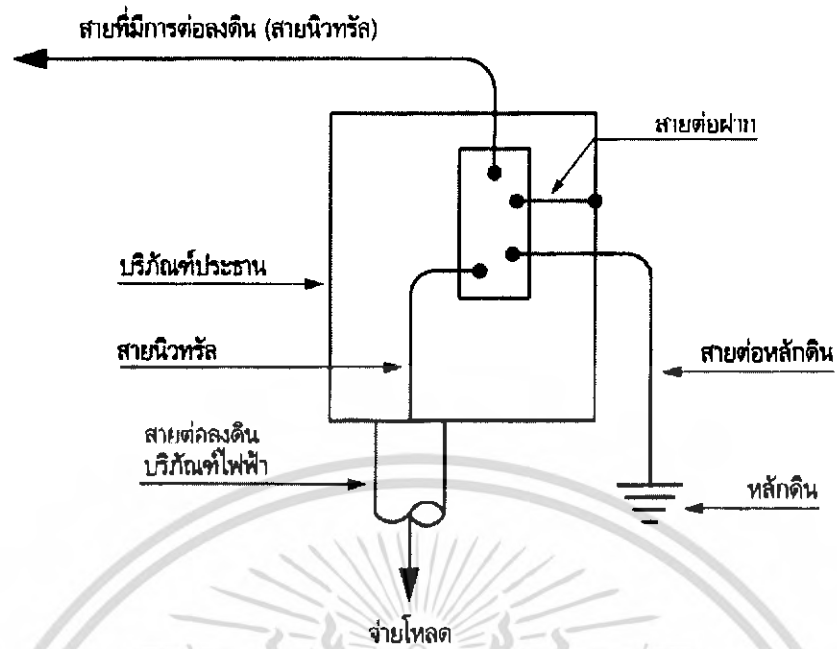 สายที่มีการต่อลงดิน (สายนิวทรัล)
สายต่อฝาก
บริภัณฑ์ประธาน
สายนิวทรัล
สายต่อหลักดิน
สายต่อลงดิน
บริภัณฑ์ไฟฟ้า
หลักดิน
จ่ายโหลด